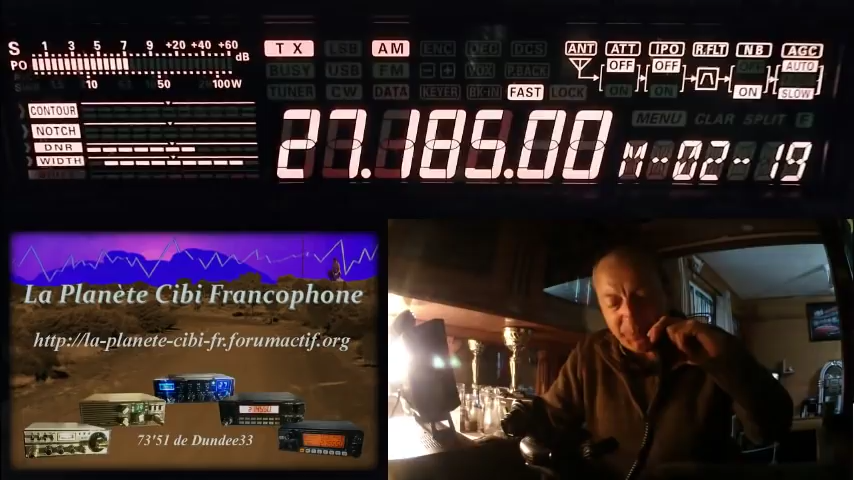 S 1 3 5 7 9 +20 +40 +60 dB
PO 10 50 100W
TX LSB AM ENC DEC DCS
BUSY USB FM - + VOX P.BACK
TUNER CW DATA KEYER BK-IN FAST LOCK
ANT ATT IPO R.FLT NB AGC
OFF OFF OFF AUTO
ON ON ON SLOW
CONTOUR
NOTCH
DNR
WIDTH
27.185.00
MENU CLAR SPLIT F
M-02-19
La Planète Cibi Francophone
http://la-planete-cibi-fr.forumactif.org
73'51 de Dundee33